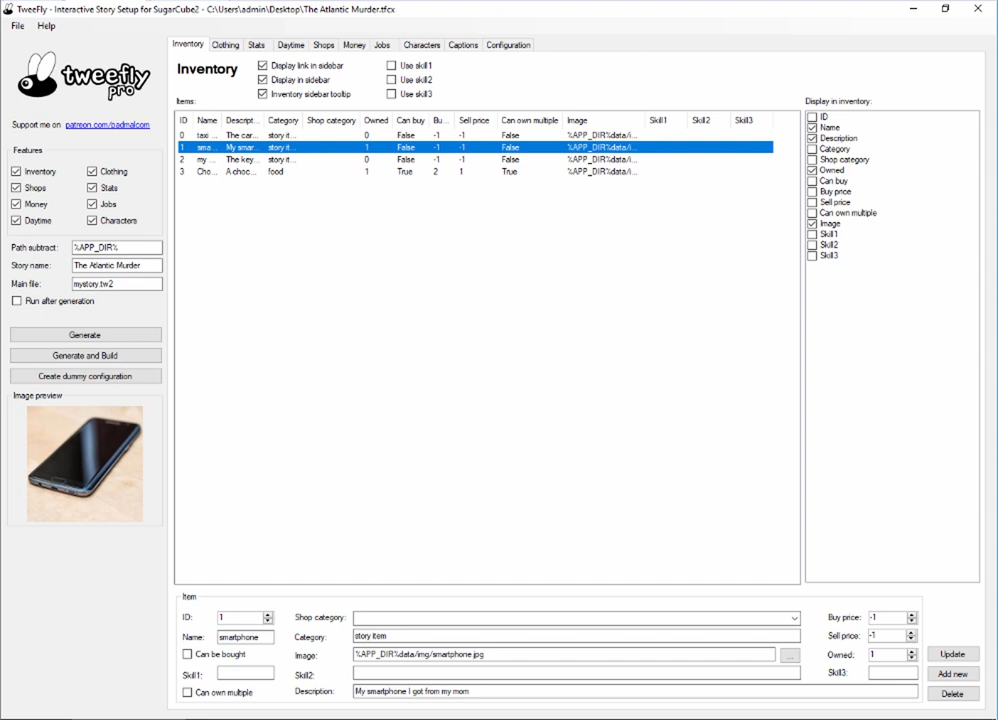 TweeFly - Interactive Story Setup for SugarCube2 - C:\Users\admin\Desktop\The Atlantic Murder.tfcx
File Help
tweefly pro
Support me on patreon.com/badmalcom
Features
Inventory Clothing
Shops Stats
Money Jobs
Daytime Characters
Path subtract: %APP_DIR%
Story name: The Atlantic Murder
Main file: mystory.tw2
Run after generation
Generate
Generate and Build
Create dummy configuration
Image preview
Inventory Clothing Stats Daytime Shops Money Jobs Characters Captions Configuration
Inventory
Display link in sidebar
Display in sidebar
Inventory sidebar tooltip
Use skill1
Use skill2
Use skill3
Items:
ID Name Descript... Category Shop category Owned Can buy Bu... Sell price Can own multiple Image Skill1 Skill2 Skill3
0 taxi ... The car... story it... 0 False -1 -1 False %APP_DIR%data/i...
1 sma... My smar... story it... 1 False -1 -1 False %APP_DIR%data/i...
2 my ... The key... story it... 0 False -1 -1 False %APP_DIR%data/i...
3 Cho... A choc... food 1 True 2 1 True %APP_DIR%data/i...
Display in inventory:
ID
Name
Description
Category
Shop category
Owned
Can buy
Buy price
Sell price
Can own multiple
Image
Skill1
Skill2
Skill3
Item
ID: 1 Shop category: Buy price: -1
Name: smartphone Category: story item Sell price: -1
Can be bought Image: %APP_DIR%data/img/smartphone.jpg ... Owned: 1 Update
Skill1: Skill2: Skill3: Add new
Can own multiple Description: My smartphone I got from my mom Delete